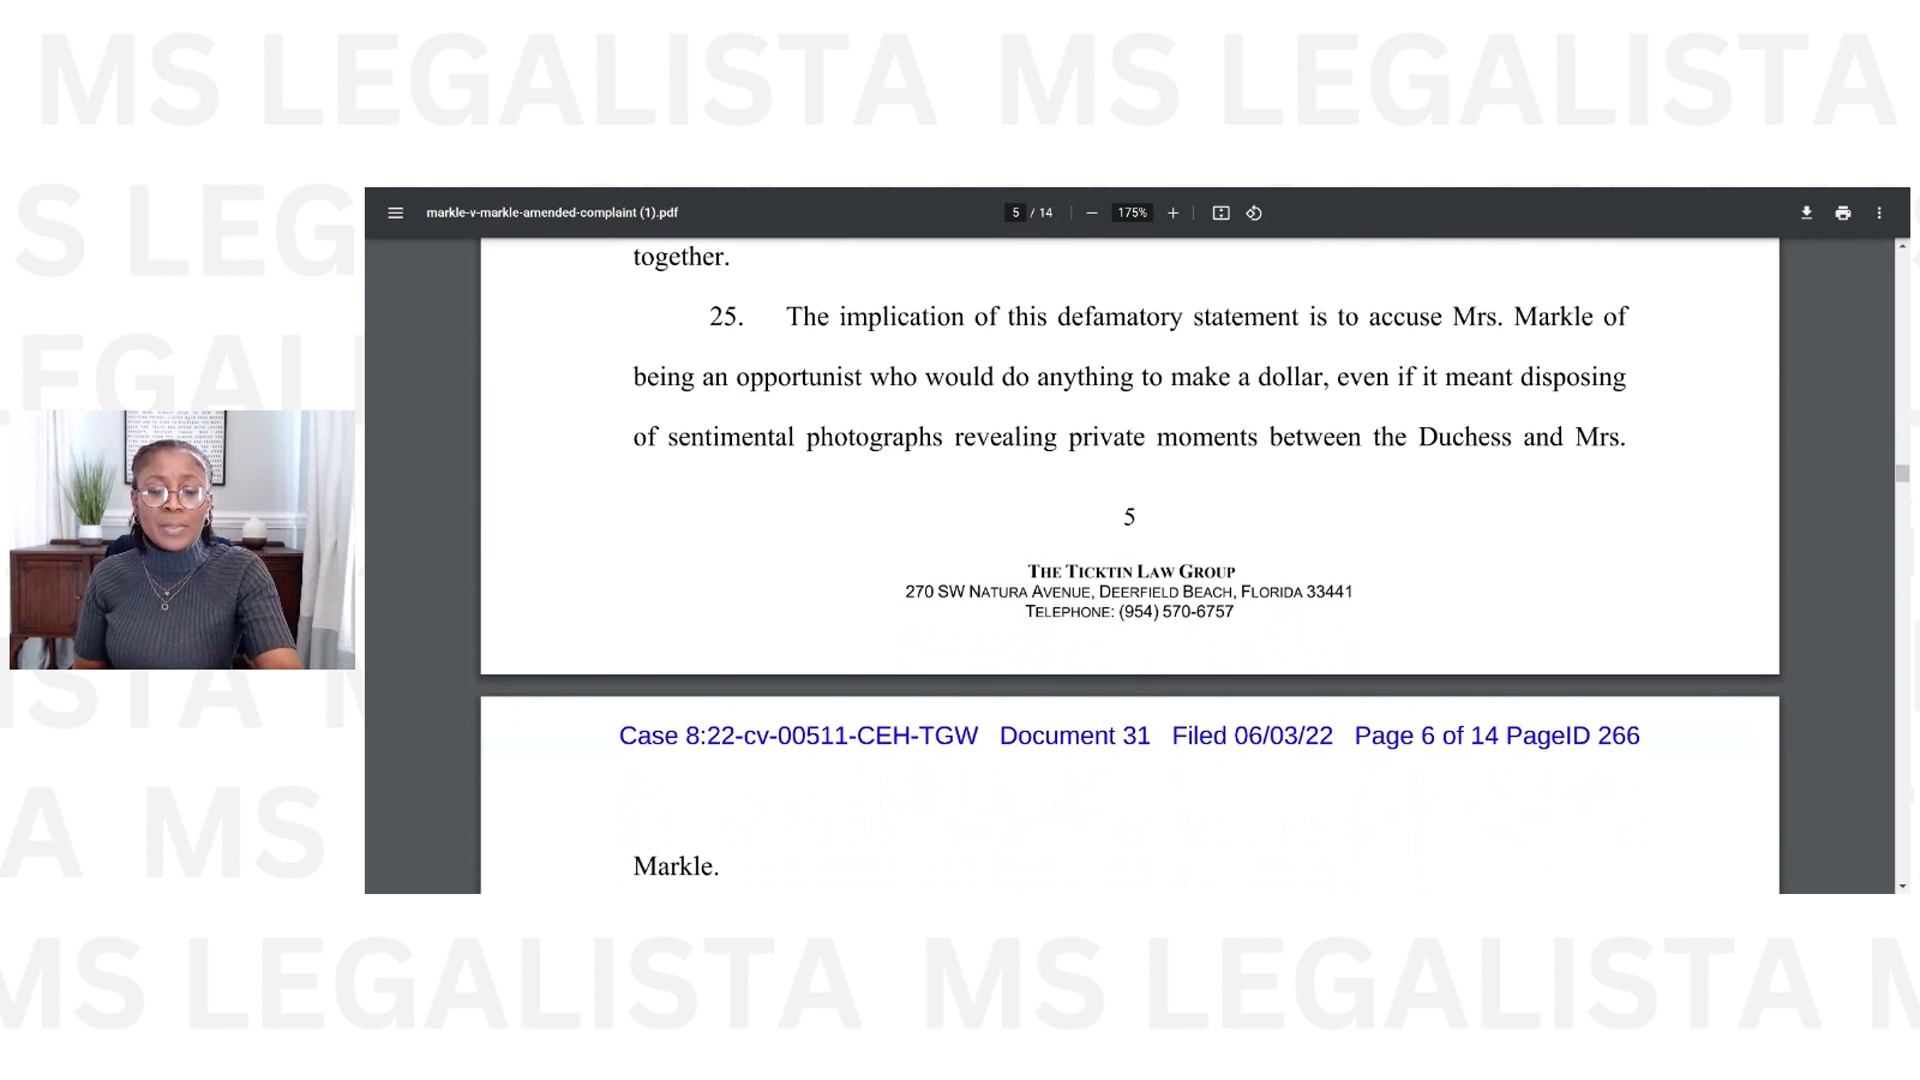 MS LEGALISTA MS LEGALISTA
S LEG
markle-v-markle-amended-complaint (1).pdf
5 / 14
175%
together.
25. The implication of this defamatory statement is to accuse Mrs. Markle of
being an opportunist who would do anything to make a dollar, even if it meant disposing
of sentimental photographs revealing private moments between the Duchess and Mrs.
5
THE TICKTIN LAW GROUP
270 SW NATURA AVENUE, DEERFIELD BEACH, FLORIDA 33441
TELEPHONE: (954) 570-6757
Case 8:22-cv-00511-CEH-TGW Document 31 Filed 06/03/22 Page 6 of 14 PageID 266
Markle.
EGALI
ISTA
A MS
MS LEGALISTA MS LEGALISTA